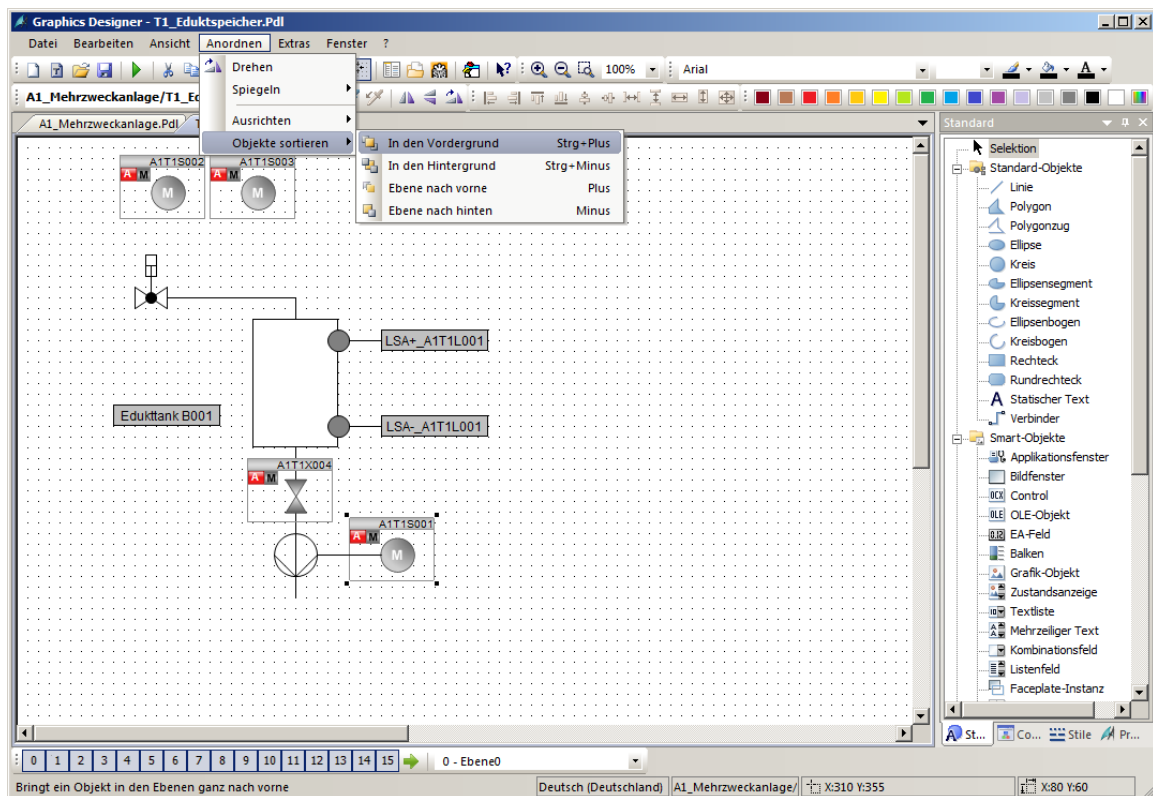 Graphics Designer - T1_Eduktspeicher.Pdl
Datei Bearbeiten Ansicht Anordnen Extras Fenster ?
100% Arial
A1_Mehrzweckanlage/T1_Ed
A1_Mehrzweckanlage.Pdl
Drehen
Spiegeln
Ausrichten
Objekte sortieren
In den Vordergrund Strg+Plus
In den Hintergrund Strg+Minus
Ebene nach vorne Plus
Ebene nach hinten Minus
A1T1S002
A M
M
A1T1S003
A M
M
LSA+_A1T1L001
Edukttank B001
LSA-_A1T1L001
A1T1X004
A M
A1T1S001
A M
M
Standard
Selektion
Standard-Objekte
Linie
Polygon
Polygonzug
Ellipse
Kreis
Ellipsensegment
Kreissegment
Ellipsenbogen
Kreisbogen
Rechteck
Rundrechteck
A Statischer Text
Verbinder
Smart-Objekte
Applikationsfenster
Bildfenster
OCX Control
OLE OLE-Objekt
0.12 EA-Feld
Balken
Grafik-Objekt
Zustandsanzeige
Textliste
Mehrzeiliger Text
Kombinationsfeld
Listenfeld
Faceplate-Instanz
St... Co... Stile Pr...
0 1 2 3 4 5 6 7 8 9 10 11 12 13 14 15 0 - Ebene0
Bringt ein Objekt in den Ebenen ganz nach vorne Deutsch (Deutschland) A1_Mehrzweckanlage/ X:310 Y:355 X:80 Y:60